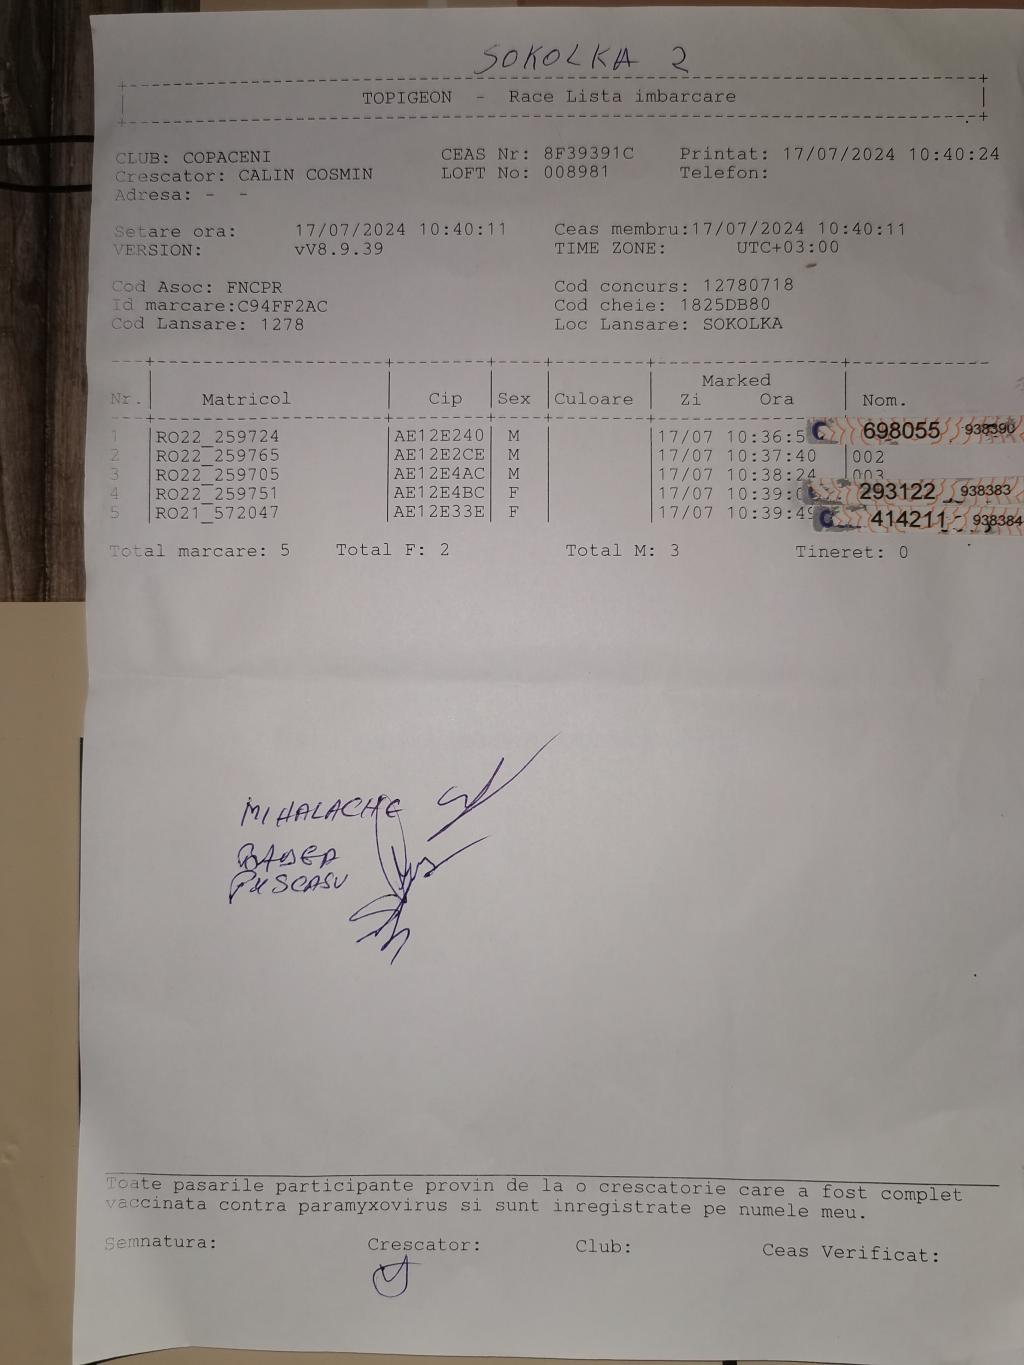 SOKOLKA 2
TOPIGEON - Race Lista imbarcare
CLUB: COPACENI CEAS Nr: 8F39391C Printat: 17/07/2024 10:40:24
Crescator: CALIN COSMIN LOFT No: 008981 Telefon:
Adresa: - -
Setare ora: 17/07/2024 10:40:11 Ceas membru:17/07/2024 10:40:11
VERSION: vV8.9.39 TIME ZONE: UTC+03:00
Cod Asoc: FNCPR Cod concurs: 12780718
Id marcare:C94FF2AC Cod cheie: 1825DB80
Cod Lansare: 1278 Loc Lansare: SOKOLKA
Marked
Nr. Matricol Cip Sex Culoare Zi Ora Nom.
1 RO22_259724 AE12E240 M 17/07 10:36:5 C 698055 938390
2 RO22_259765 AE12E2CE M 17/07 10:37:40 002
3 RO22_259705 AE12E4AC M 17/07 10:38:24 003
4 RO22_259751 AE12E4BC F 17/07 10:39:0 293122 938383
5 RO21_572047 AE12E33E F 17/07 10:39:49 C 414211 938384
Total marcare: 5 Total F: 2 Total M: 3 Tineret: 0
MIHALACHE
BADEA
PUSCASU
Toate pasarile participante provin de la o crescatorie care a fost complet
vaccinata contra paramyxovirus si sunt inregistrate pe numele meu.
Semnatura: Crescator: Club: Ceas Verificat: